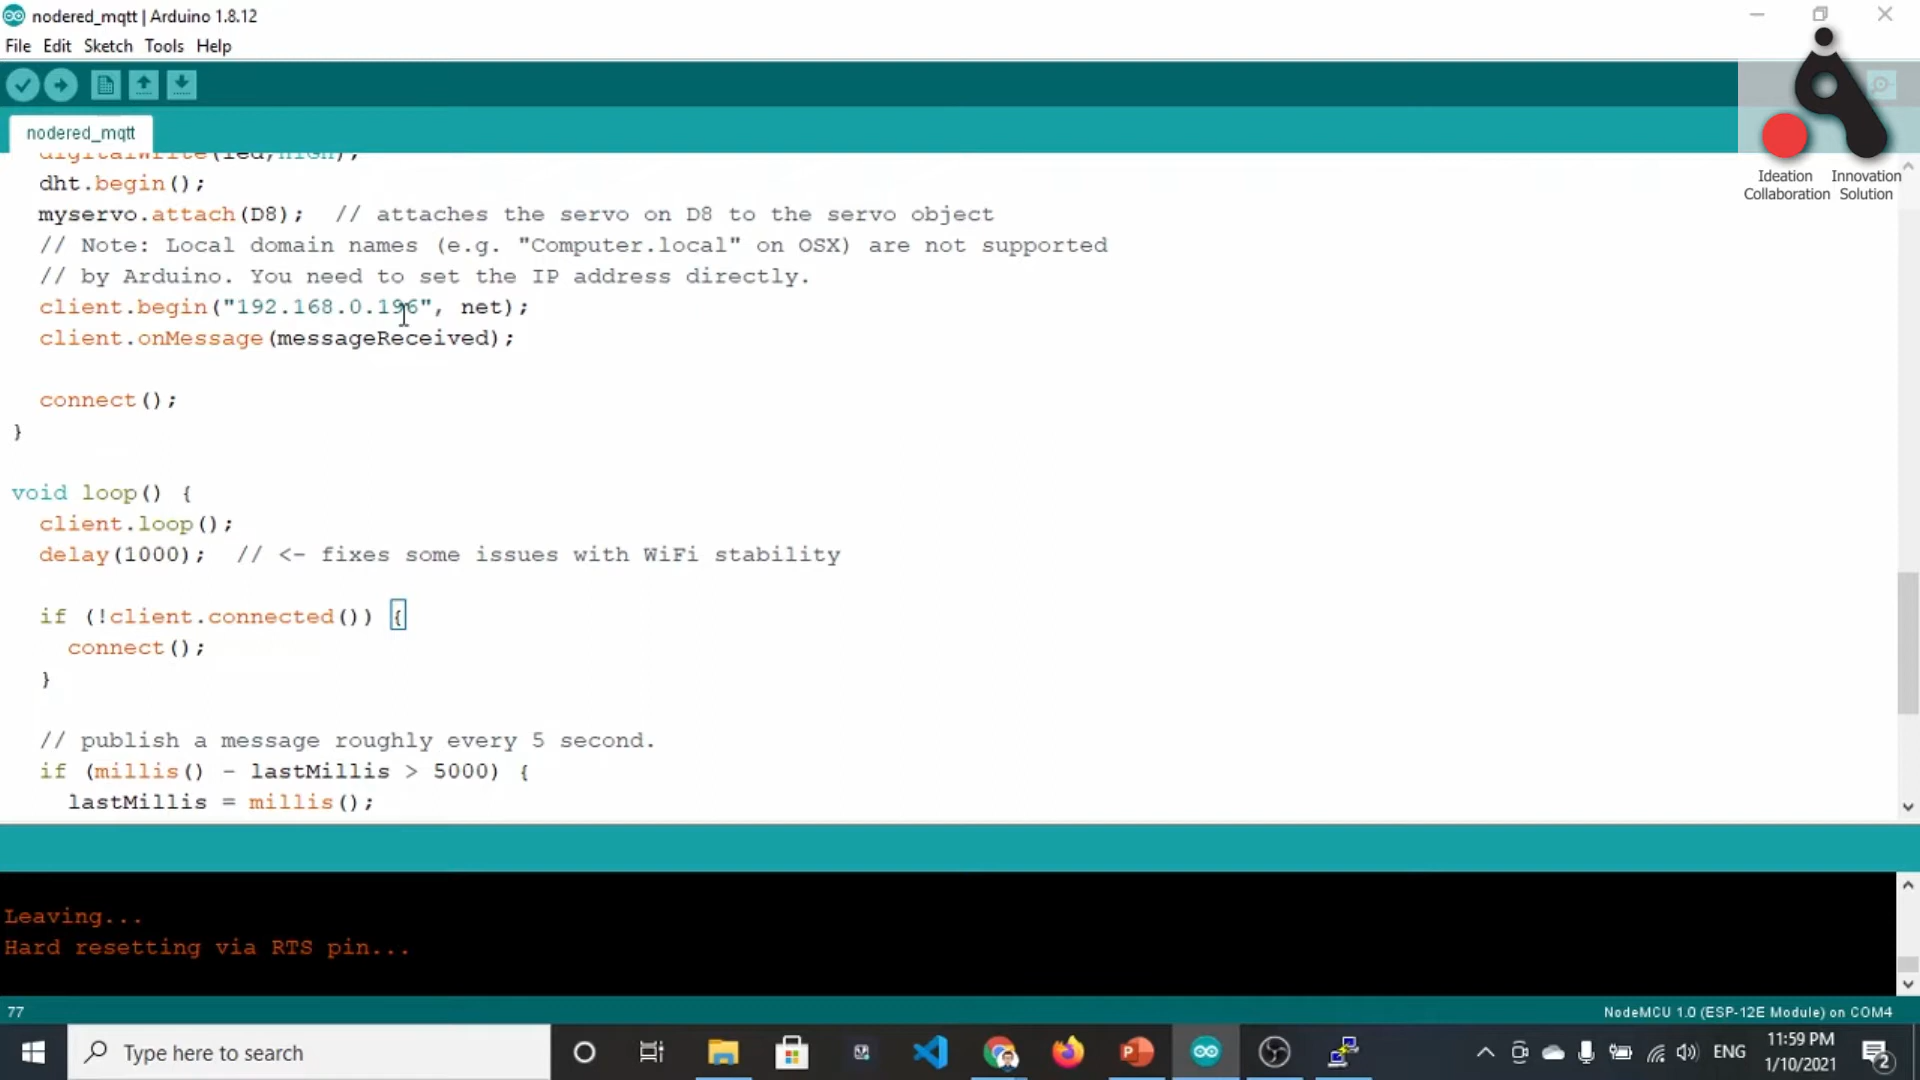 nodered_mqtt | Arduino 1.8.12
File Edit Sketch Tools Help
nodered_mqtt
digitalWrite(led,HIGH);
dht.begin();
myservo.attach(D8);  // attaches the servo on D8 to the servo object
// Note: Local domain names (e.g. "Computer.local" on OSX) are not supported
// by Arduino. You need to set the IP address directly.
client.begin("192.168.0.196", net);
client.onMessage(messageReceived);
connect();
}
void loop() {
client.loop();
delay(1000);  // <- fixes some issues with WiFi stability
if (!client.connected()) {
connect();
}
// publish a message roughly every 5 second.
if (millis() - lastMillis > 5000) {
lastMillis = millis();
Ideation Innovation
Collaboration Solution
Leaving...
Hard resetting via RTS pin...
77
NodeMCU 1.0 (ESP-12E Module) on COM4
Type here to search
ENG
11:59 PM
1/10/2021
2